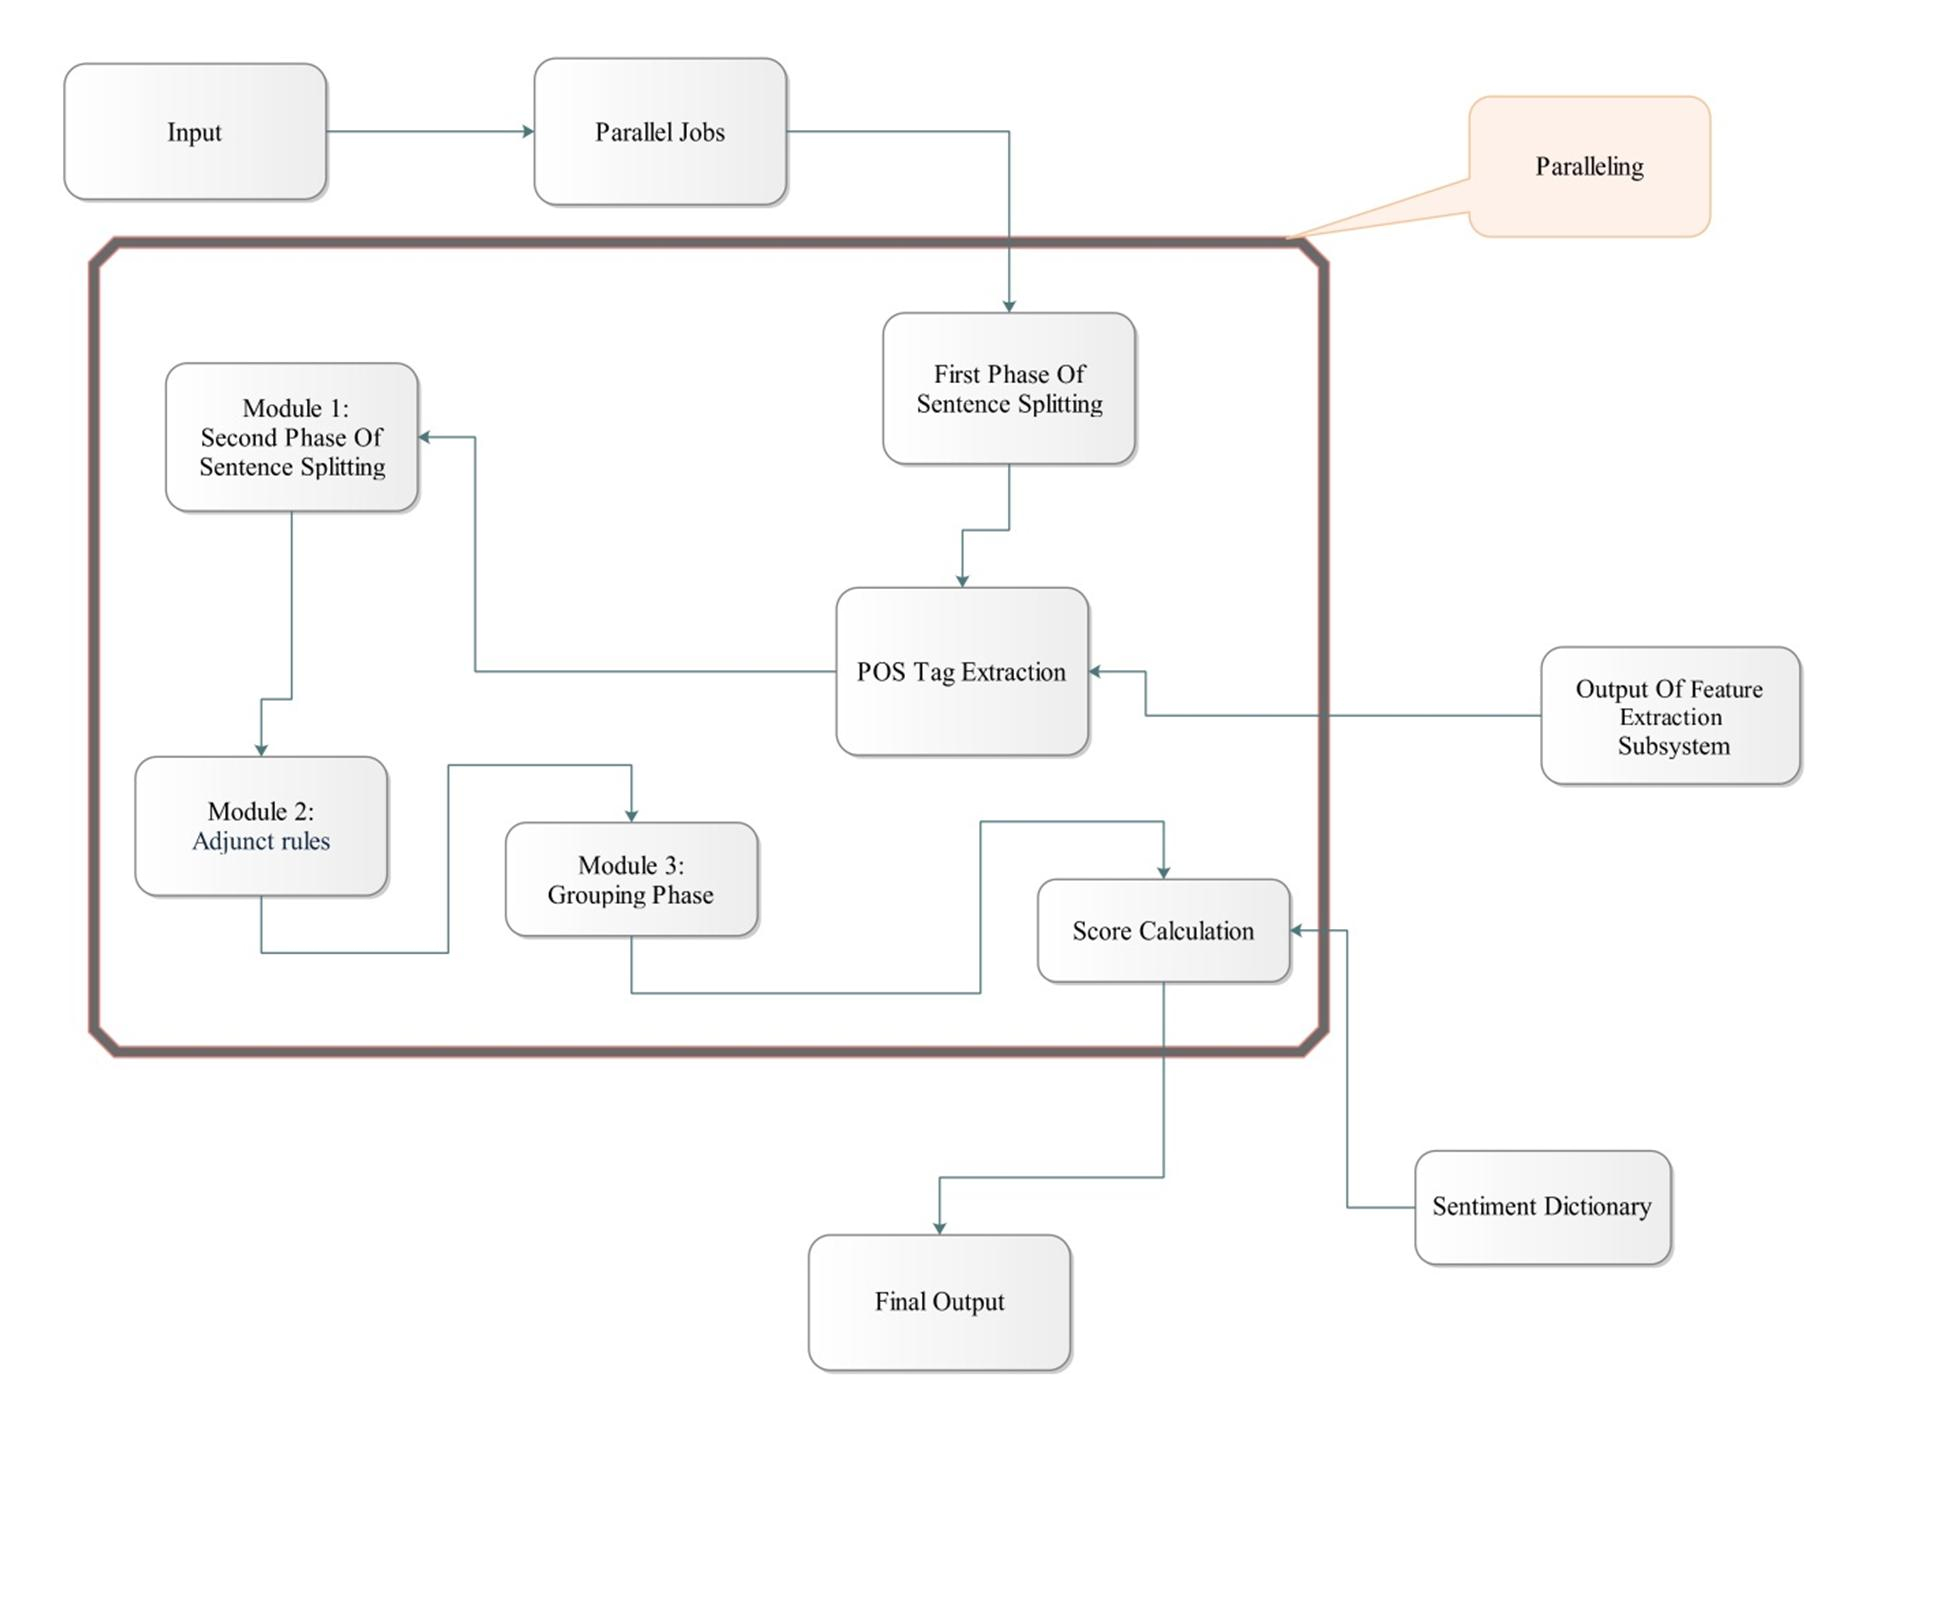 Input
Parallel Jobs
Paralleling
First Phase Of
Sentence Splitting
Module 1:
Second Phase Of
Sentence Splitting
POS Tag Extraction
Output Of Feature
Extraction
Subsystem
Module 2:
Adjunct rules
Module 3:
Grouping Phase
Score Calculation
Sentiment Dictionary
Final Output